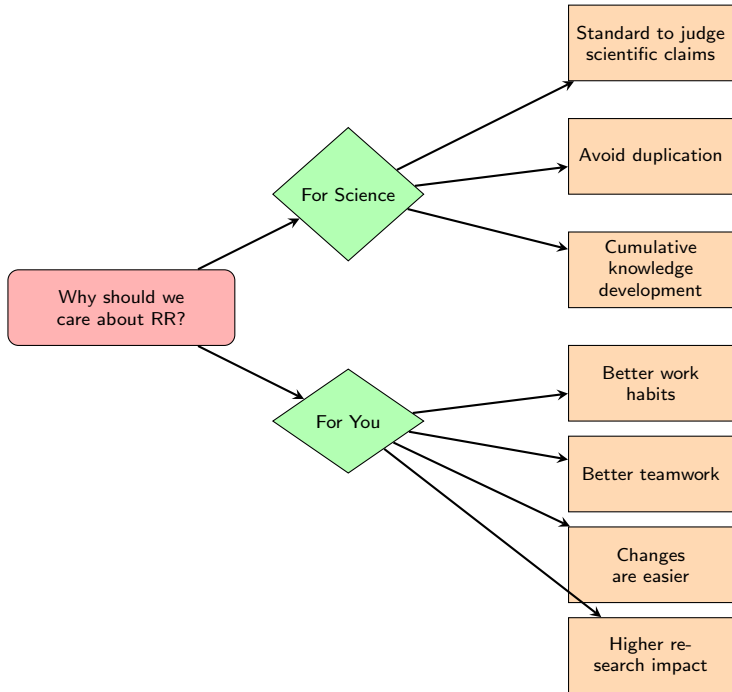 Why should we
care about RR?
For Science
Standard to judge
scientific claims
Avoid duplication
Cumulative
knowledge
development
For You
Better work
habits
Better teamwork
Changes
are easier
Higher re-
search impact